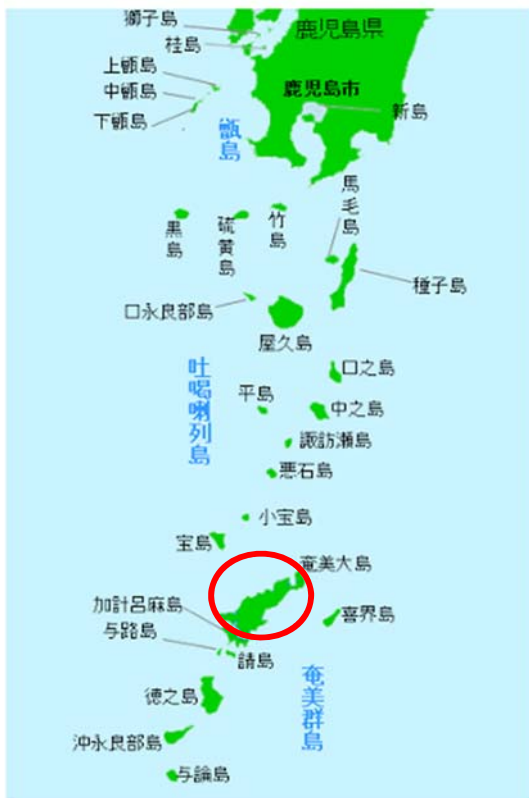 獅子島
鹿児島県
桂島
上甑島
中甑島
下甑島
鹿児島市
新島
甑島
馬毛島
黒島
硫黄島
竹島
種子島
口永良部島
屋久島
口之島
吐喝喇列島
平島
中之島
諏訪瀬島
悪石島
小宝島
宝島
奄美大島
加計呂麻島
喜界島
与路島
請島
奄美群島
徳之島
沖永良部島
与論島